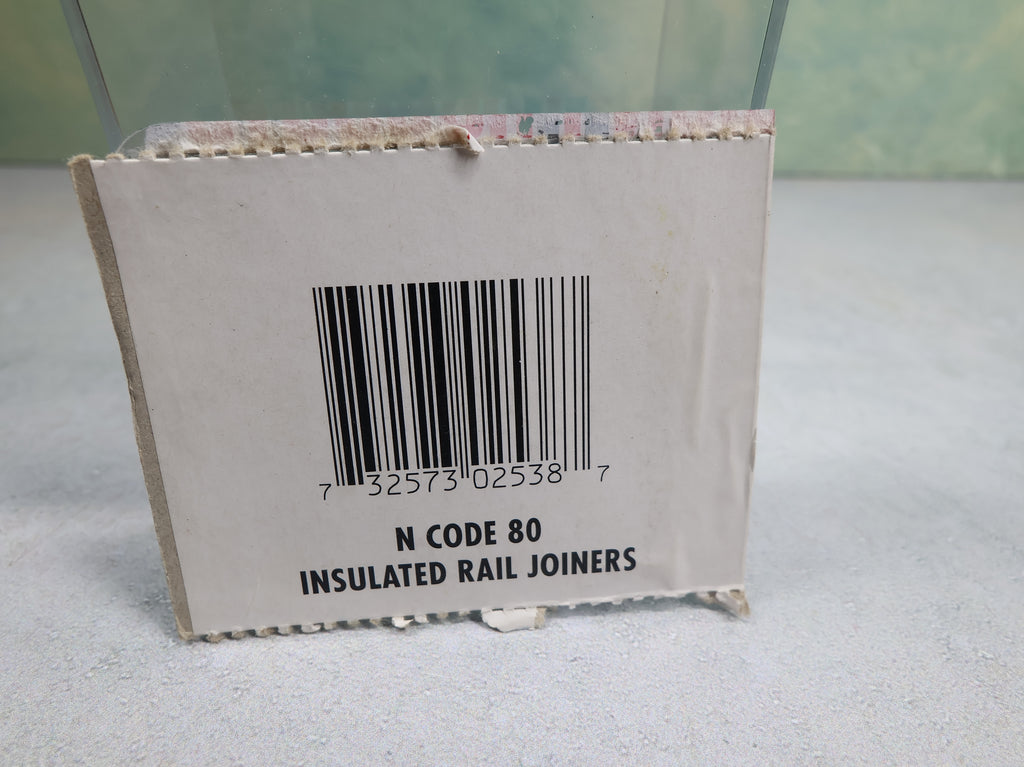 7 32573 02538 7
N CODE 80
INSULATED RAIL JOINERS